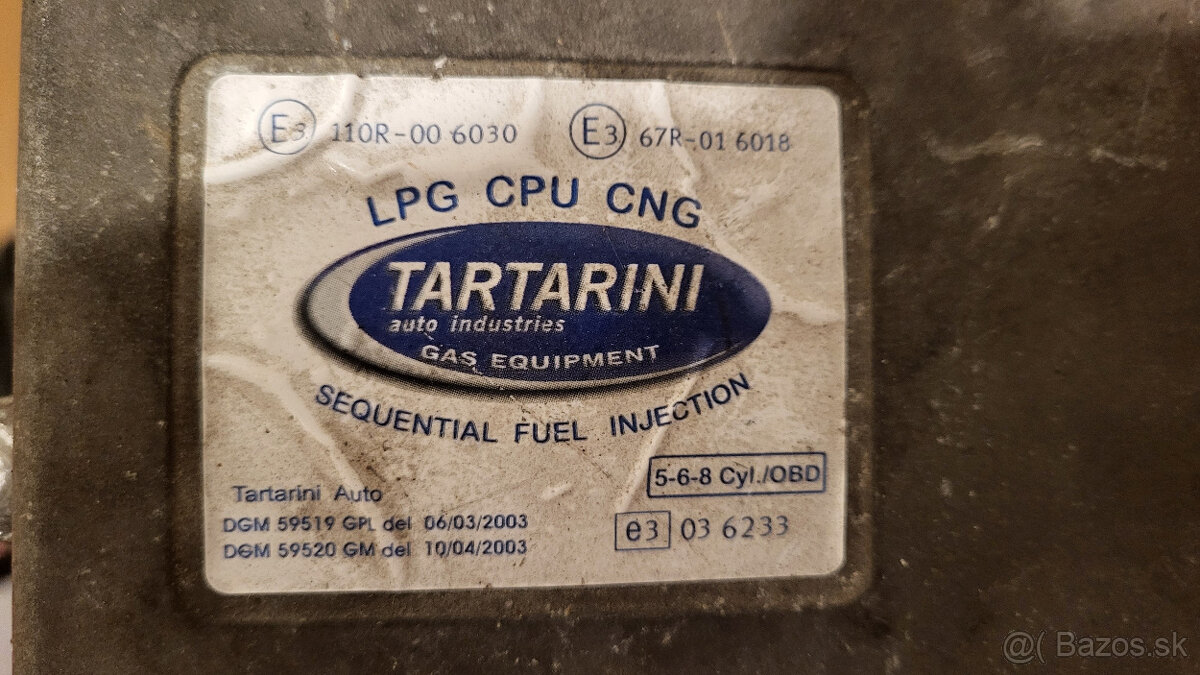 E3 110R-00 6030 E3 67R-01 6018
LPG CPU CNG
TARTARINI
auto industries
GAS EQUIPMENT
SEQUENTIAL FUEL INJECTION
5-6-8 Cyl./OBD
Tartarini Auto
DGM 59519 GPL del 06/03/2003
e3 03 6233
DGM 59520 GM del 10/04/2003
@( Bazos.sk